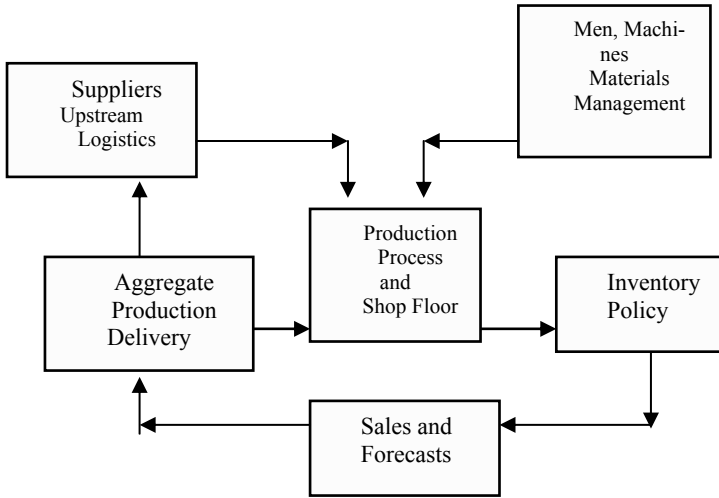 Men, Machi-
nes
Materials
Management
Suppliers
Upstream
Logistics
Production
Process
and
Shop Floor
Aggregate
Production
Delivery
Inventory
Policy
Sales and
Forecasts